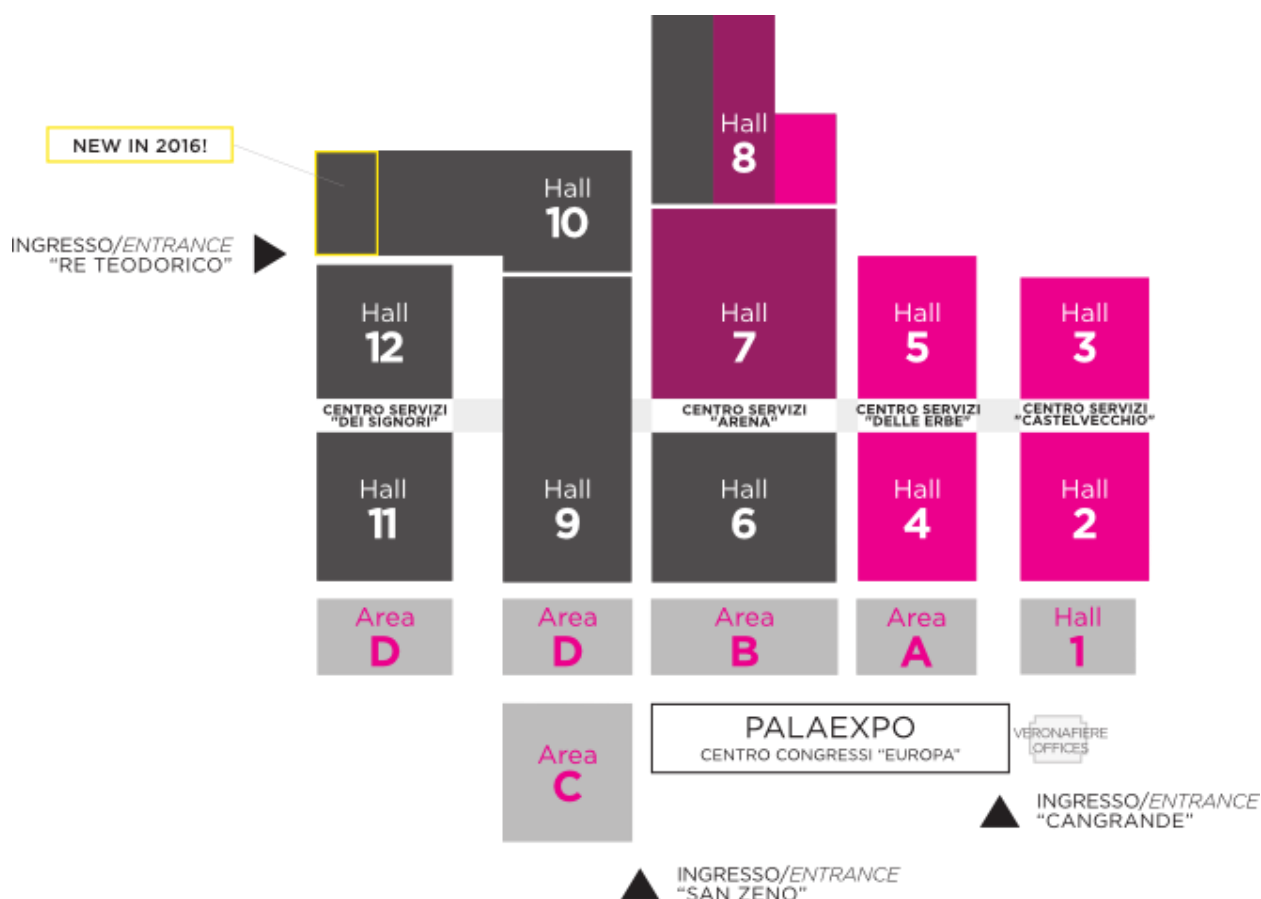 Hall
8
NEW IN 2016!
Hall
10
INGRESSO/ENTRANCE
"RE TEODORICO"
Hall
12
Hall
7
Hall
5
Hall
3
CENTRO SERVIZI
"DEI SIGNORI"
CENTRO SERVIZI
"ARENA"
CENTRO SERVIZI
"DELLE ERBE"
CENTRO SERVIZI
"CASTELVECCHIO"
Hall
11
Hall
9
Hall
6
Hall
4
Hall
2
Area
D
Area
D
Area
B
Area
A
Hall
1
Area
C
PALAEXPO
CENTRO CONGRESSI "EUROPA"
VERONAFIERE
OFFICES
INGRESSO/ENTRANCE
"CANGRANDE"
INGRESSO/ENTRANCE
"SAN ZENO"